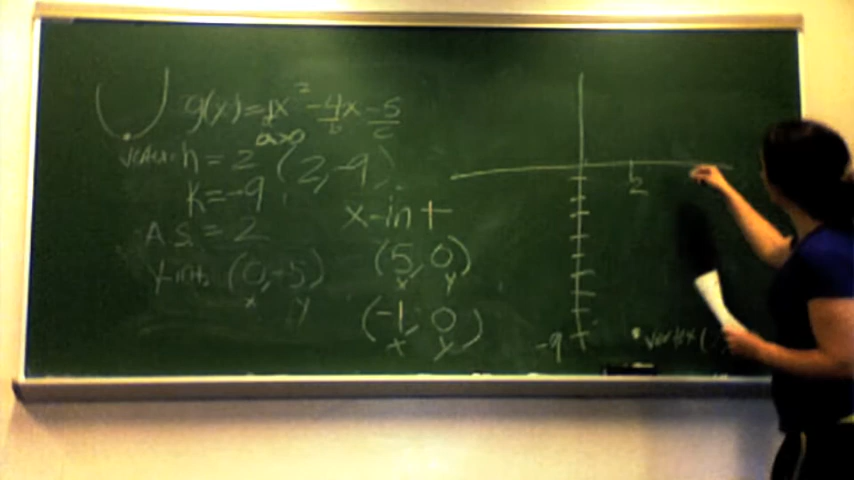 g(x) = 1x² - 4x - 5
a>0 b c
vertex h = 2 (2, -9)
K = -9
A.S. = 2
y-int. (0, -5)
x y
x-int
(5, 0)
x y
(-1, 0)
x y
2
-9
vertex (